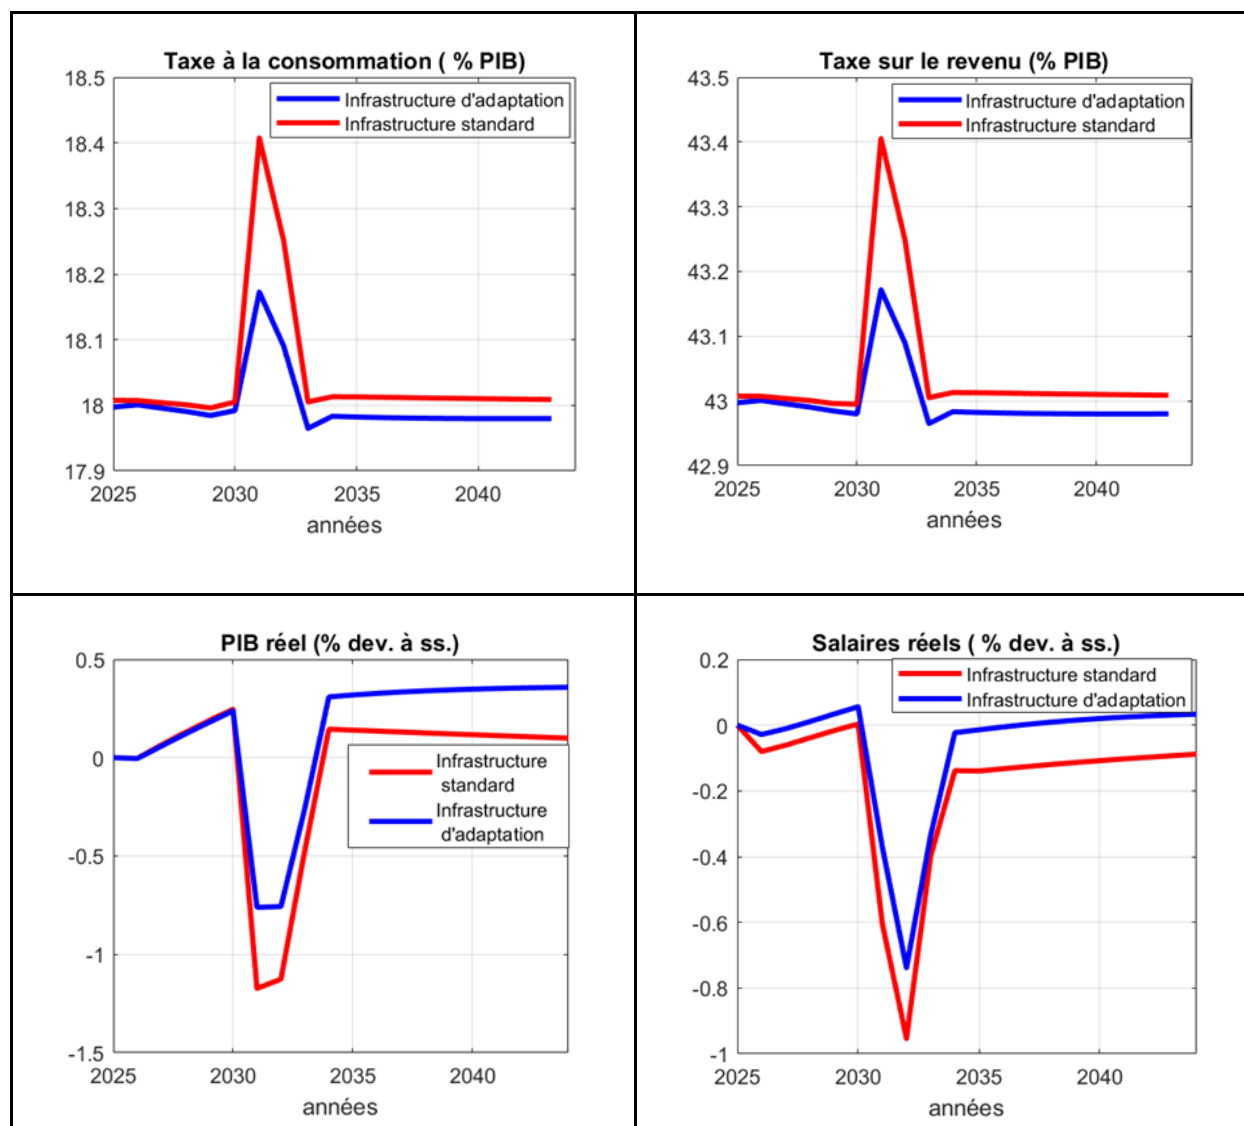 Taxe à la consommation ( % PIB)
18.5
18.4
18.3
18.2
18.1
18
17.9
Infrastructure d'adaptation
Infrastructure standard
2025
2030
2035
2040
années
Taxe sur le revenu (% PIB)
43.5
43.4
43.3
43.2
43.1
43
42.9
Infrastructure d'adaptation
Infrastructure standard
2025
2030
2035
2040
années
PIB réel (% dev. à ss.)
0.5
0
-0.5
-1
-1.5
Infrastructure
standard
Infrastructure
d'adaptation
2025
2030
2035
2040
années
Salaires réels ( % dev. à ss.)
0.2
0
-0.2
-0.4
-0.6
-0.8
-1
Infrastructure standard
Infrastructure d'adaptation
2025
2030
2035
2040
années